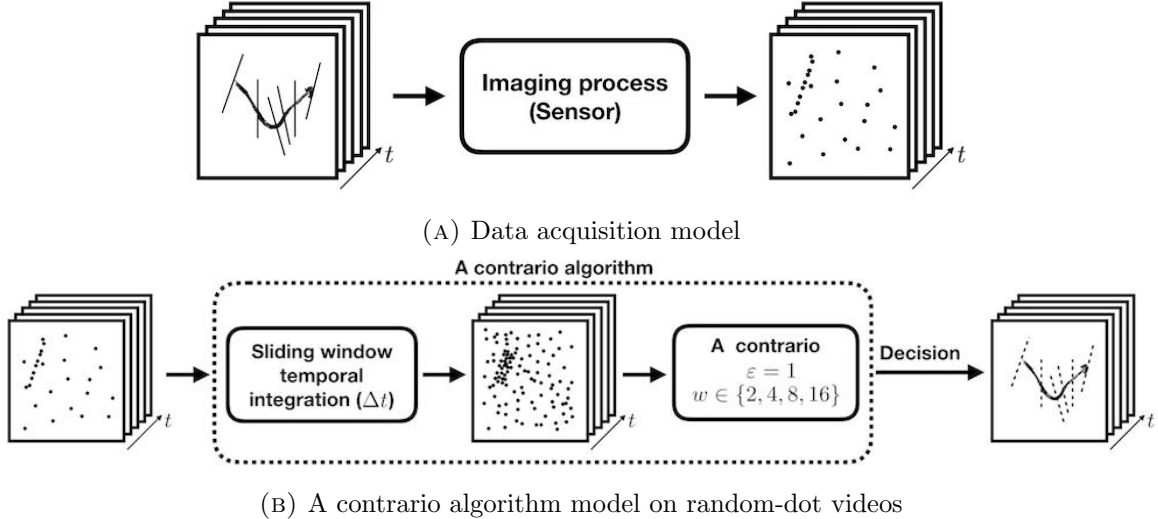 Imaging process
(Sensor)
t
t
(A) Data acquisition model
A contrario algorithm
Sliding window
temporal
integration (Δt)
A contrario
ε = 1
w ∈ {2, 4, 8, 16}
Decision
t
t
t
(B) A contrario algorithm model on random-dot videos